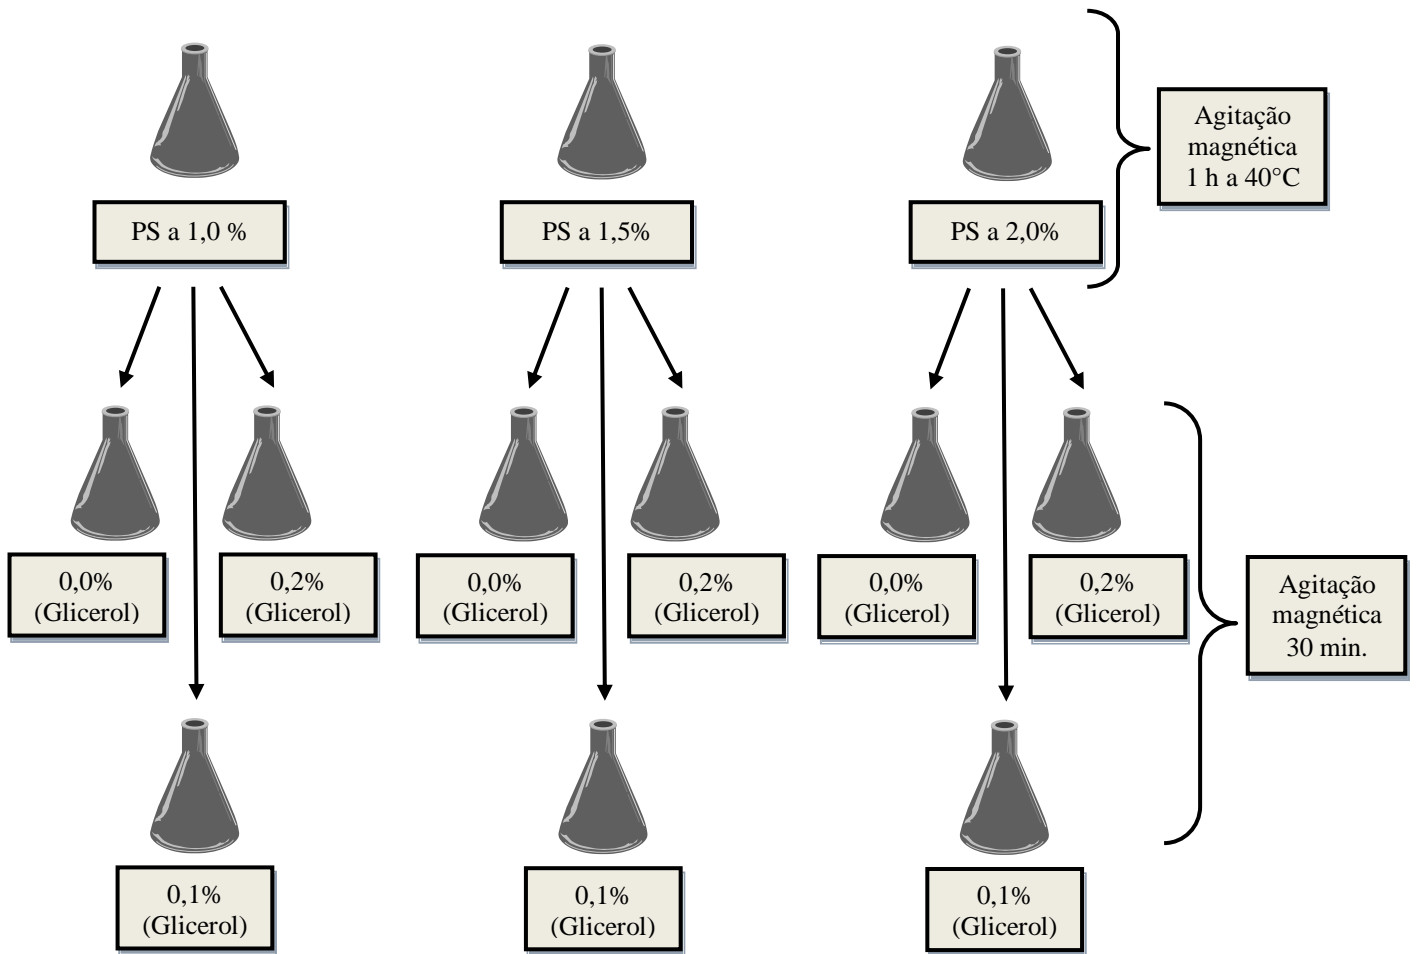 Agitação
magnética
1 h a 40°C
PS a 1,0 %
PS a 1,5%
PS a 2,0%
0,0%
(Glicerol)
0,2%
(Glicerol)
0,0%
(Glicerol)
0,2%
(Glicerol)
0,0%
(Glicerol)
0,2%
(Glicerol)
Agitação
magnética
30 min.
0,1%
(Glicerol)
0,1%
(Glicerol)
0,1%
(Glicerol)